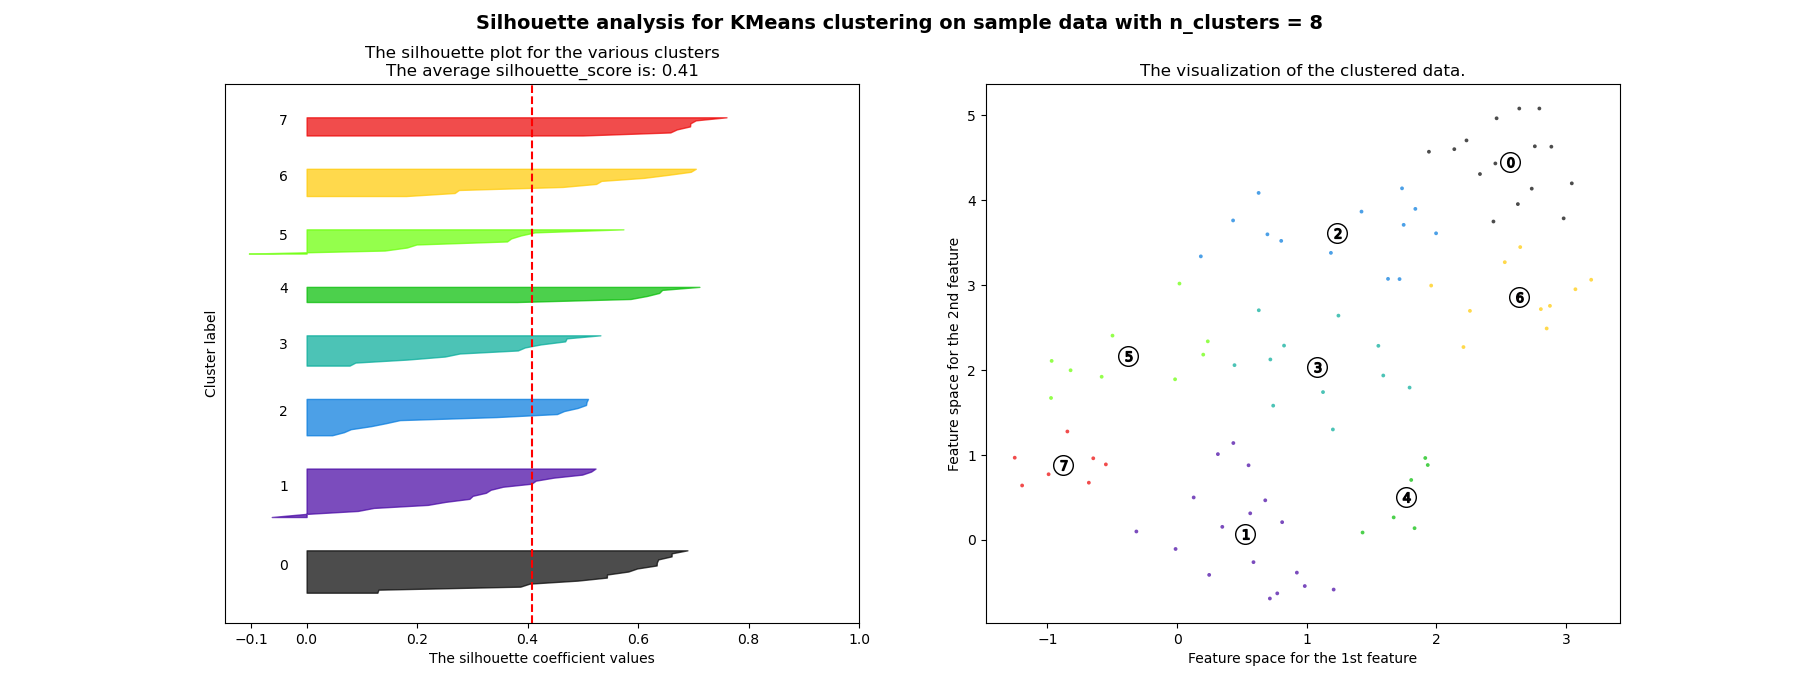 Silhouette analysis for KMeans clustering on sample data with n_clusters = 8
The silhouette plot for the various clusters
The average silhouette_score is: 0.41
7
6
5
4
3
2
1
0
Cluster label
−0.1 0.0 0.2 0.4 0.6 0.8 1.0
The silhouette coefficient values
The visualization of the clustered data.
5
4
3
2
1
0
Feature space for the 2nd feature
0
2
6
5
3
7
4
1
−1 0 1 2 3
Feature space for the 1st feature